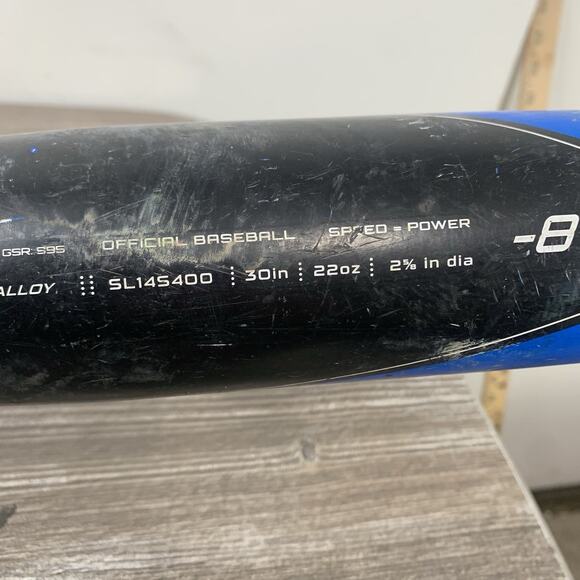 GSR: 595 OFFICIAL BASEBALL SPEED = POWER
-8
ALLOY SL14S400 30in 22oz 2⅝ in dia